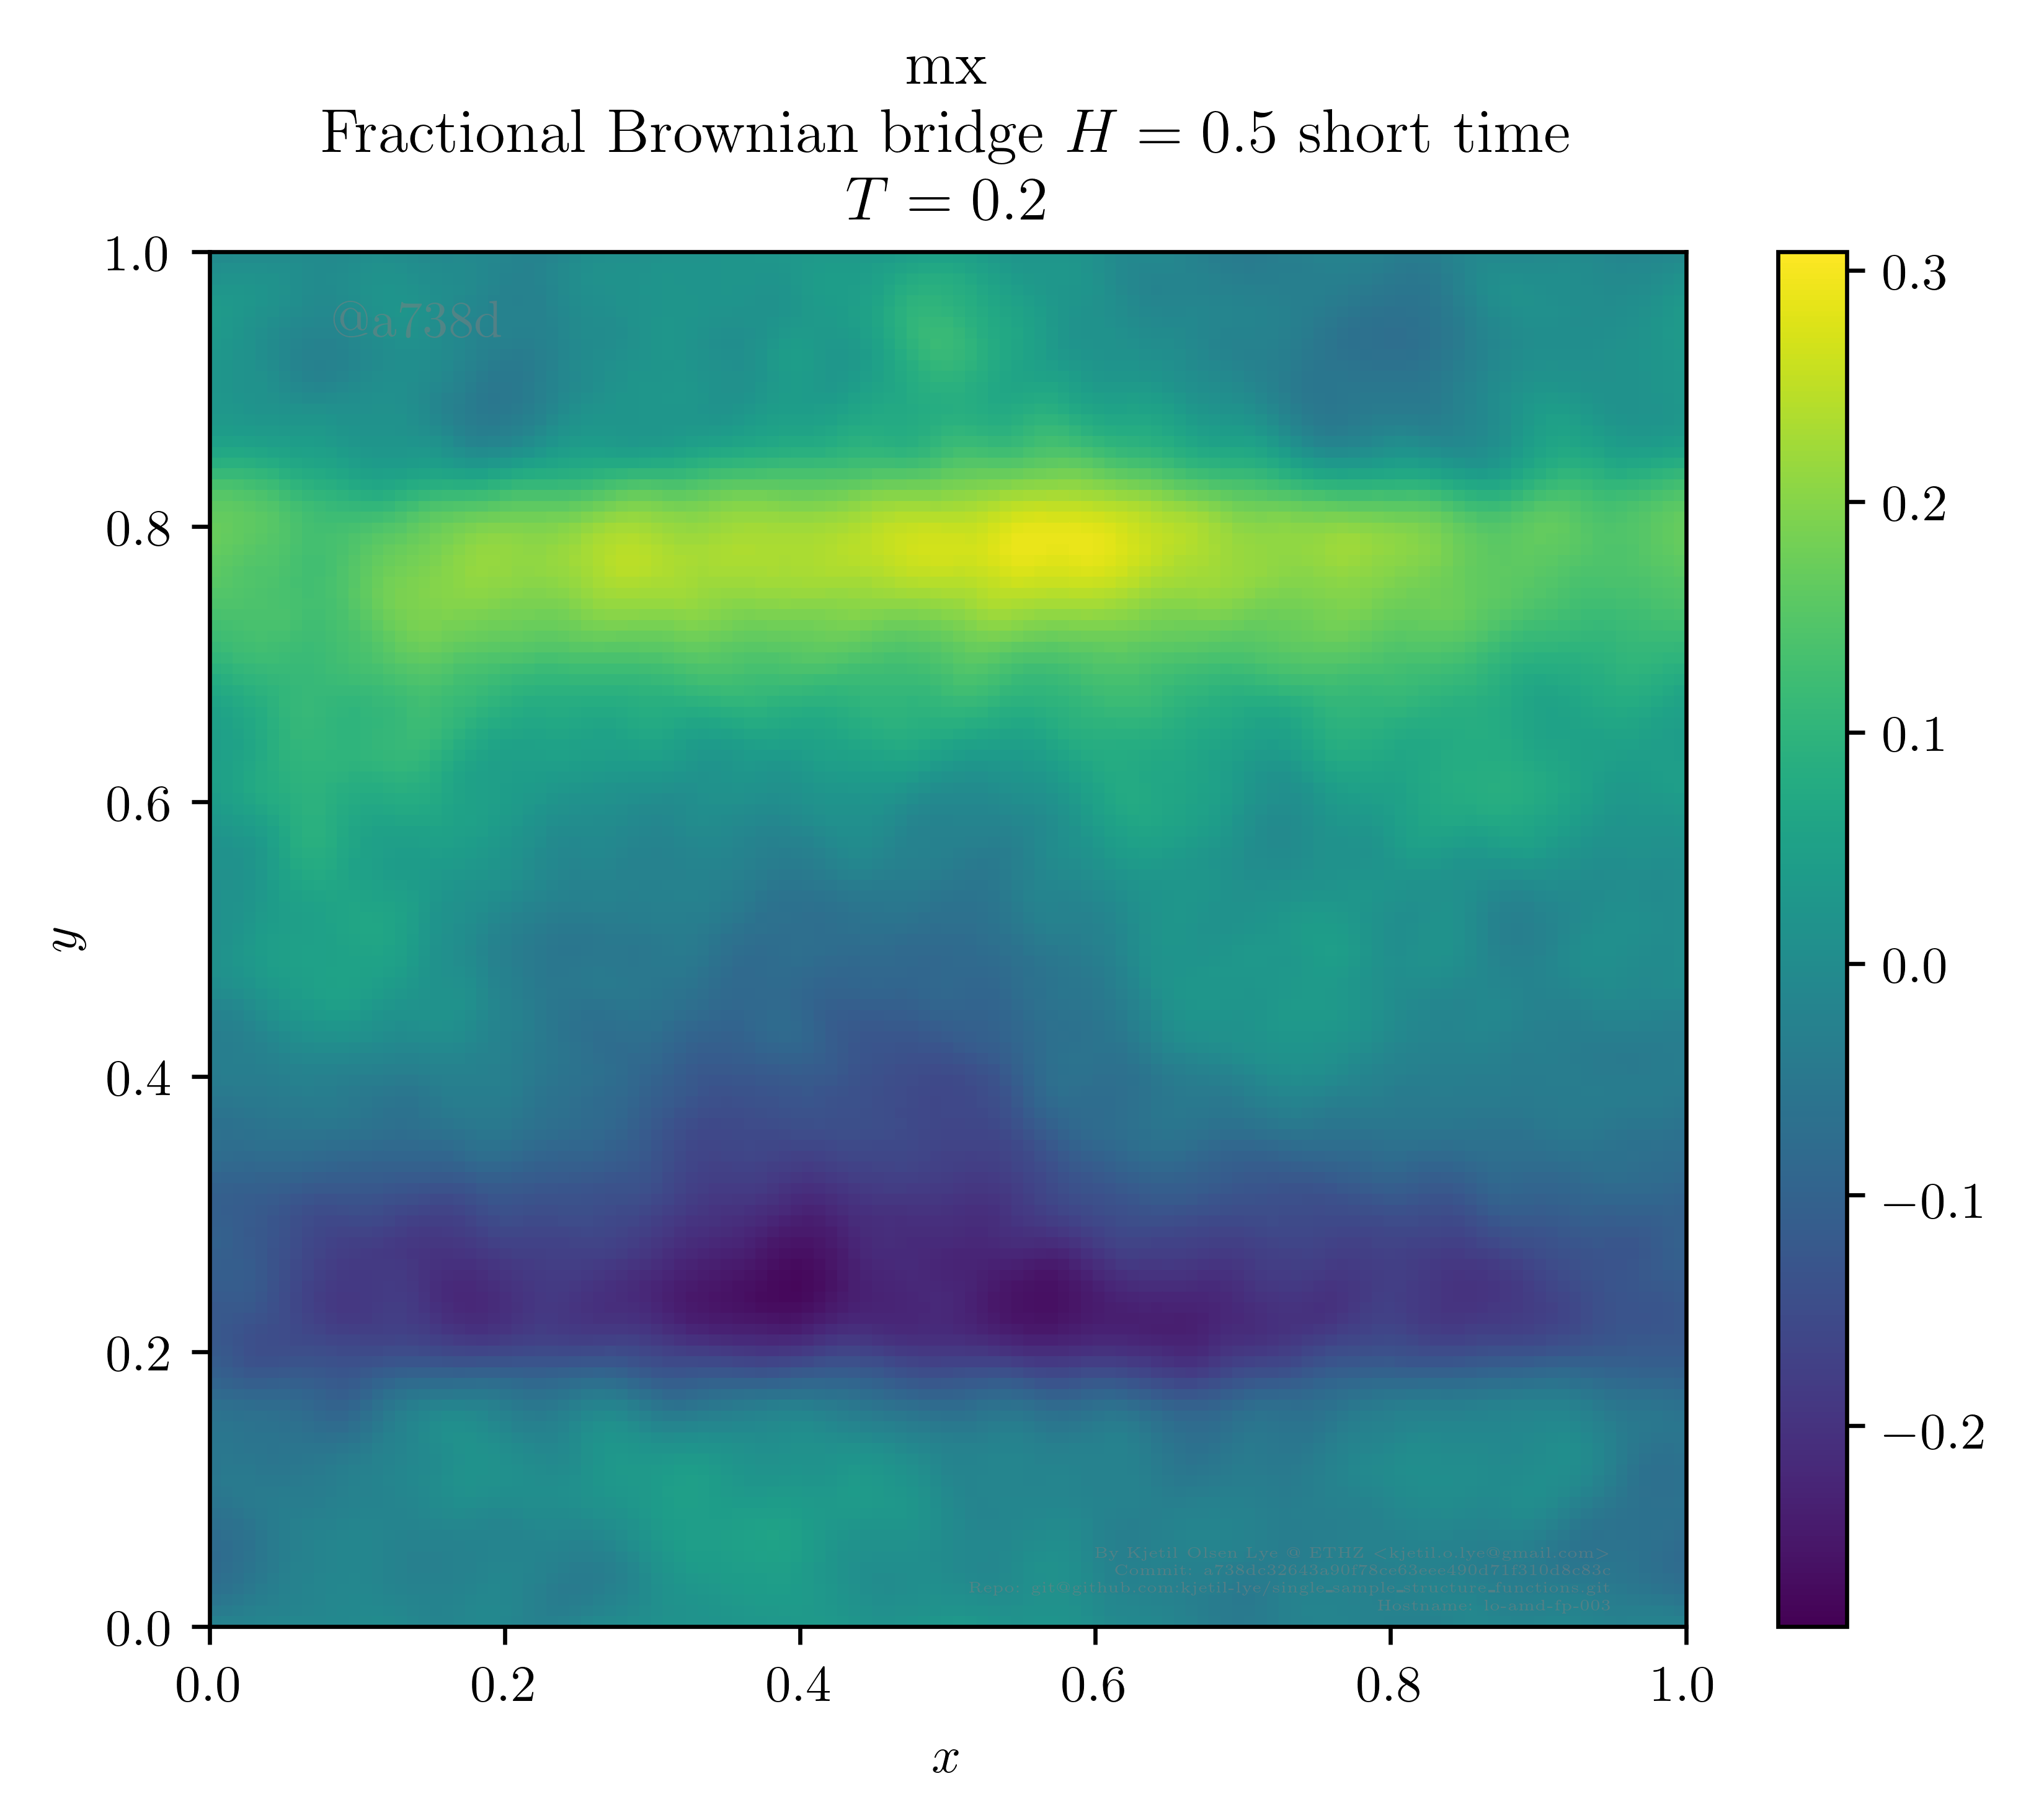 mx
Fractional Brownian bridge H = 0.5 short time
T = 0.2
@a738d
1.0
0.8
0.6
0.4
0.2
0.0
y
0.0 0.2 0.4 0.6 0.8 1.0
x
0.3
0.2
0.1
0.0
−0.1
−0.2
By Kjetil Olsen Lye @ ETHZ <kjetil.o.lye@gmail.com>
Commit:
Repo: git@github.com:kjetil-lye/single_sample_structure_functions.git
Hostname: lo-amd-fp-003